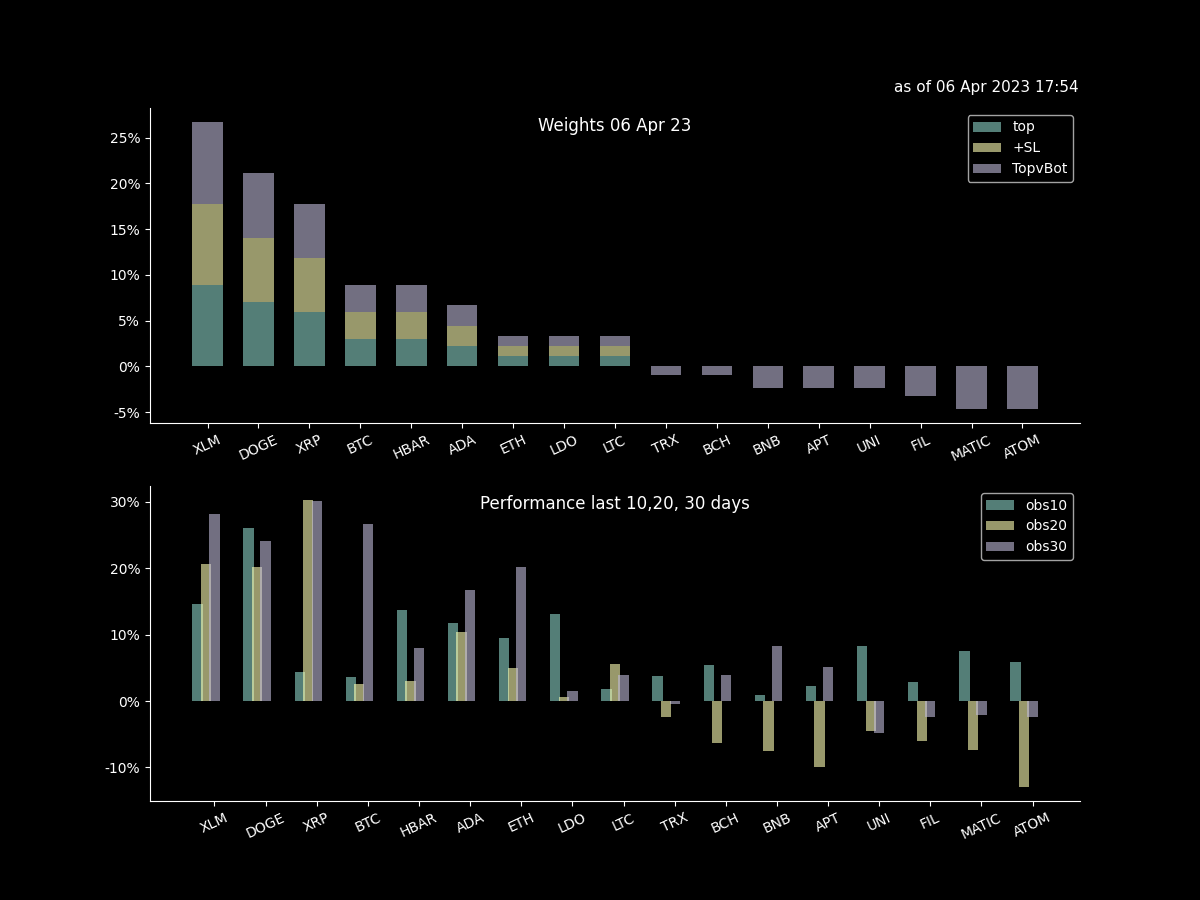 as of 06 Apr 2023 17:54
Weights 06 Apr 23
top
+SL
TopvBot
25%
20%
15%
10%
5%
0%
-5%
XLM DOGE XRP BTC HBAR ADA ETH LDO LTC TRX BCH BNB APT UNI FIL MATIC ATOM
Performance last 10,20, 30 days
obs10
obs20
obs30
30%
20%
10%
0%
-10%
XLM DOGE XRP BTC HBAR ADA ETH LDO LTC TRX BCH BNB APT UNI FIL MATIC ATOM